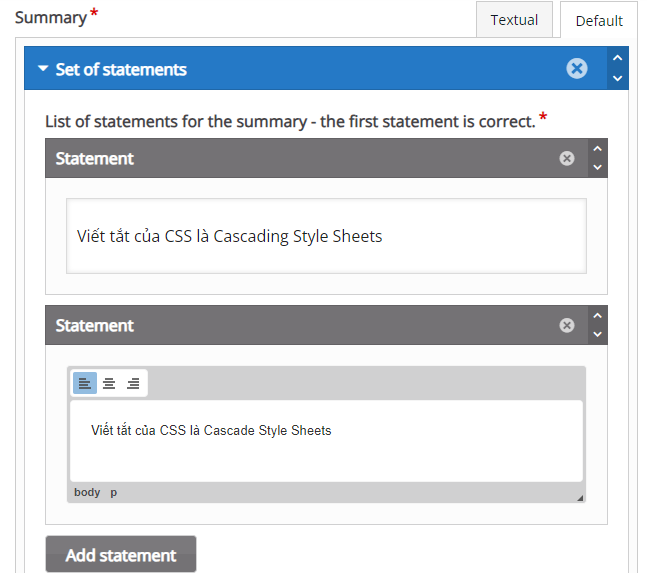 Summary *
Textual
Default
Set of statements
List of statements for the summary - the first statement is correct. *
Statement
Viết tắt của CSS là Cascading Style Sheets
Statement
Viết tắt của CSS là Cascade Style Sheets
body p
Add statement